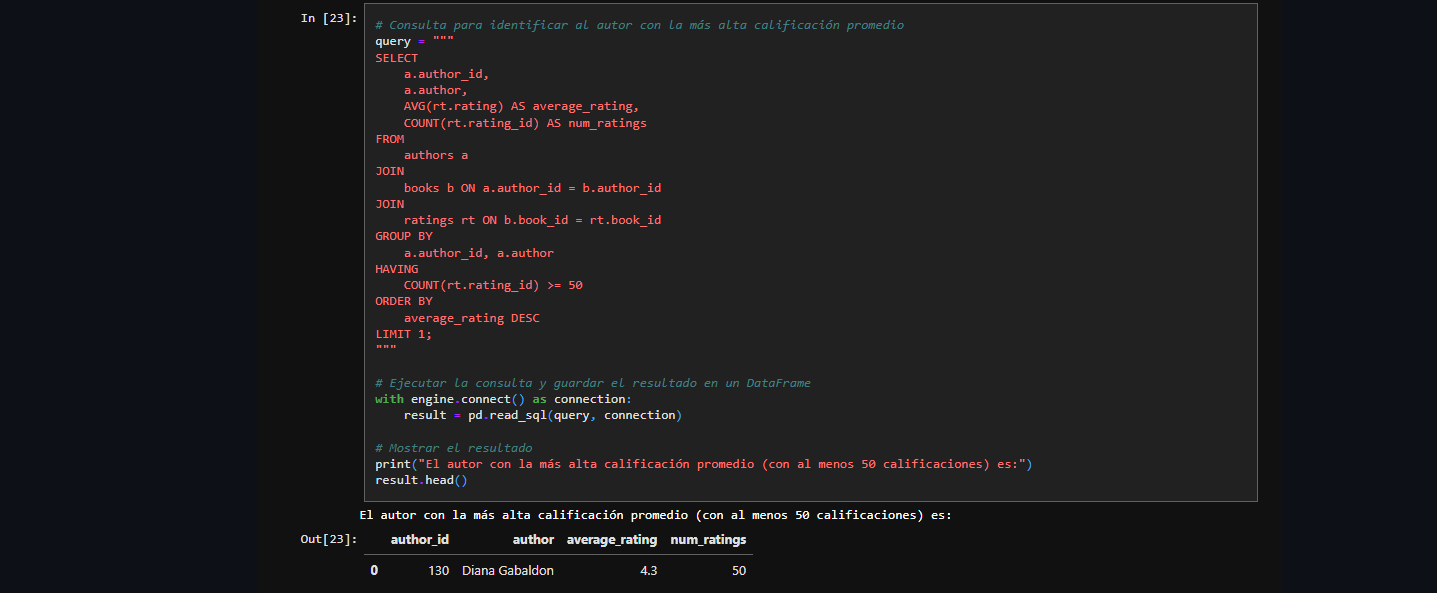 In [23]:
# Consulta para identificar al autor con la más alta calificación promedio
query = """
SELECT
    a.author_id,
    a.author,
    AVG(rt.rating) AS average_rating,
    COUNT(rt.rating_id) AS num_ratings
FROM
    authors a
JOIN
    books b ON a.author_id = b.author_id
JOIN
    ratings rt ON b.book_id = rt.book_id
GROUP BY
    a.author_id, a.author
HAVING
    COUNT(rt.rating_id) >= 50
ORDER BY
    average_rating DESC
LIMIT 1;
"""
# Ejecutar la consulta y guardar el resultado en un DataFrame
with engine.connect() as connection:
    result = pd.read_sql(query, connection)
# Mostrar el resultado
print("El autor con la más alta calificación promedio (con al menos 50 calificaciones) es:")
result.head()
El autor con la más alta calificación promedio (con al menos 50 calificaciones) es:
Out[23]: author_id author average_rating num_ratings
0 130 Diana Gabaldon 4.3 50